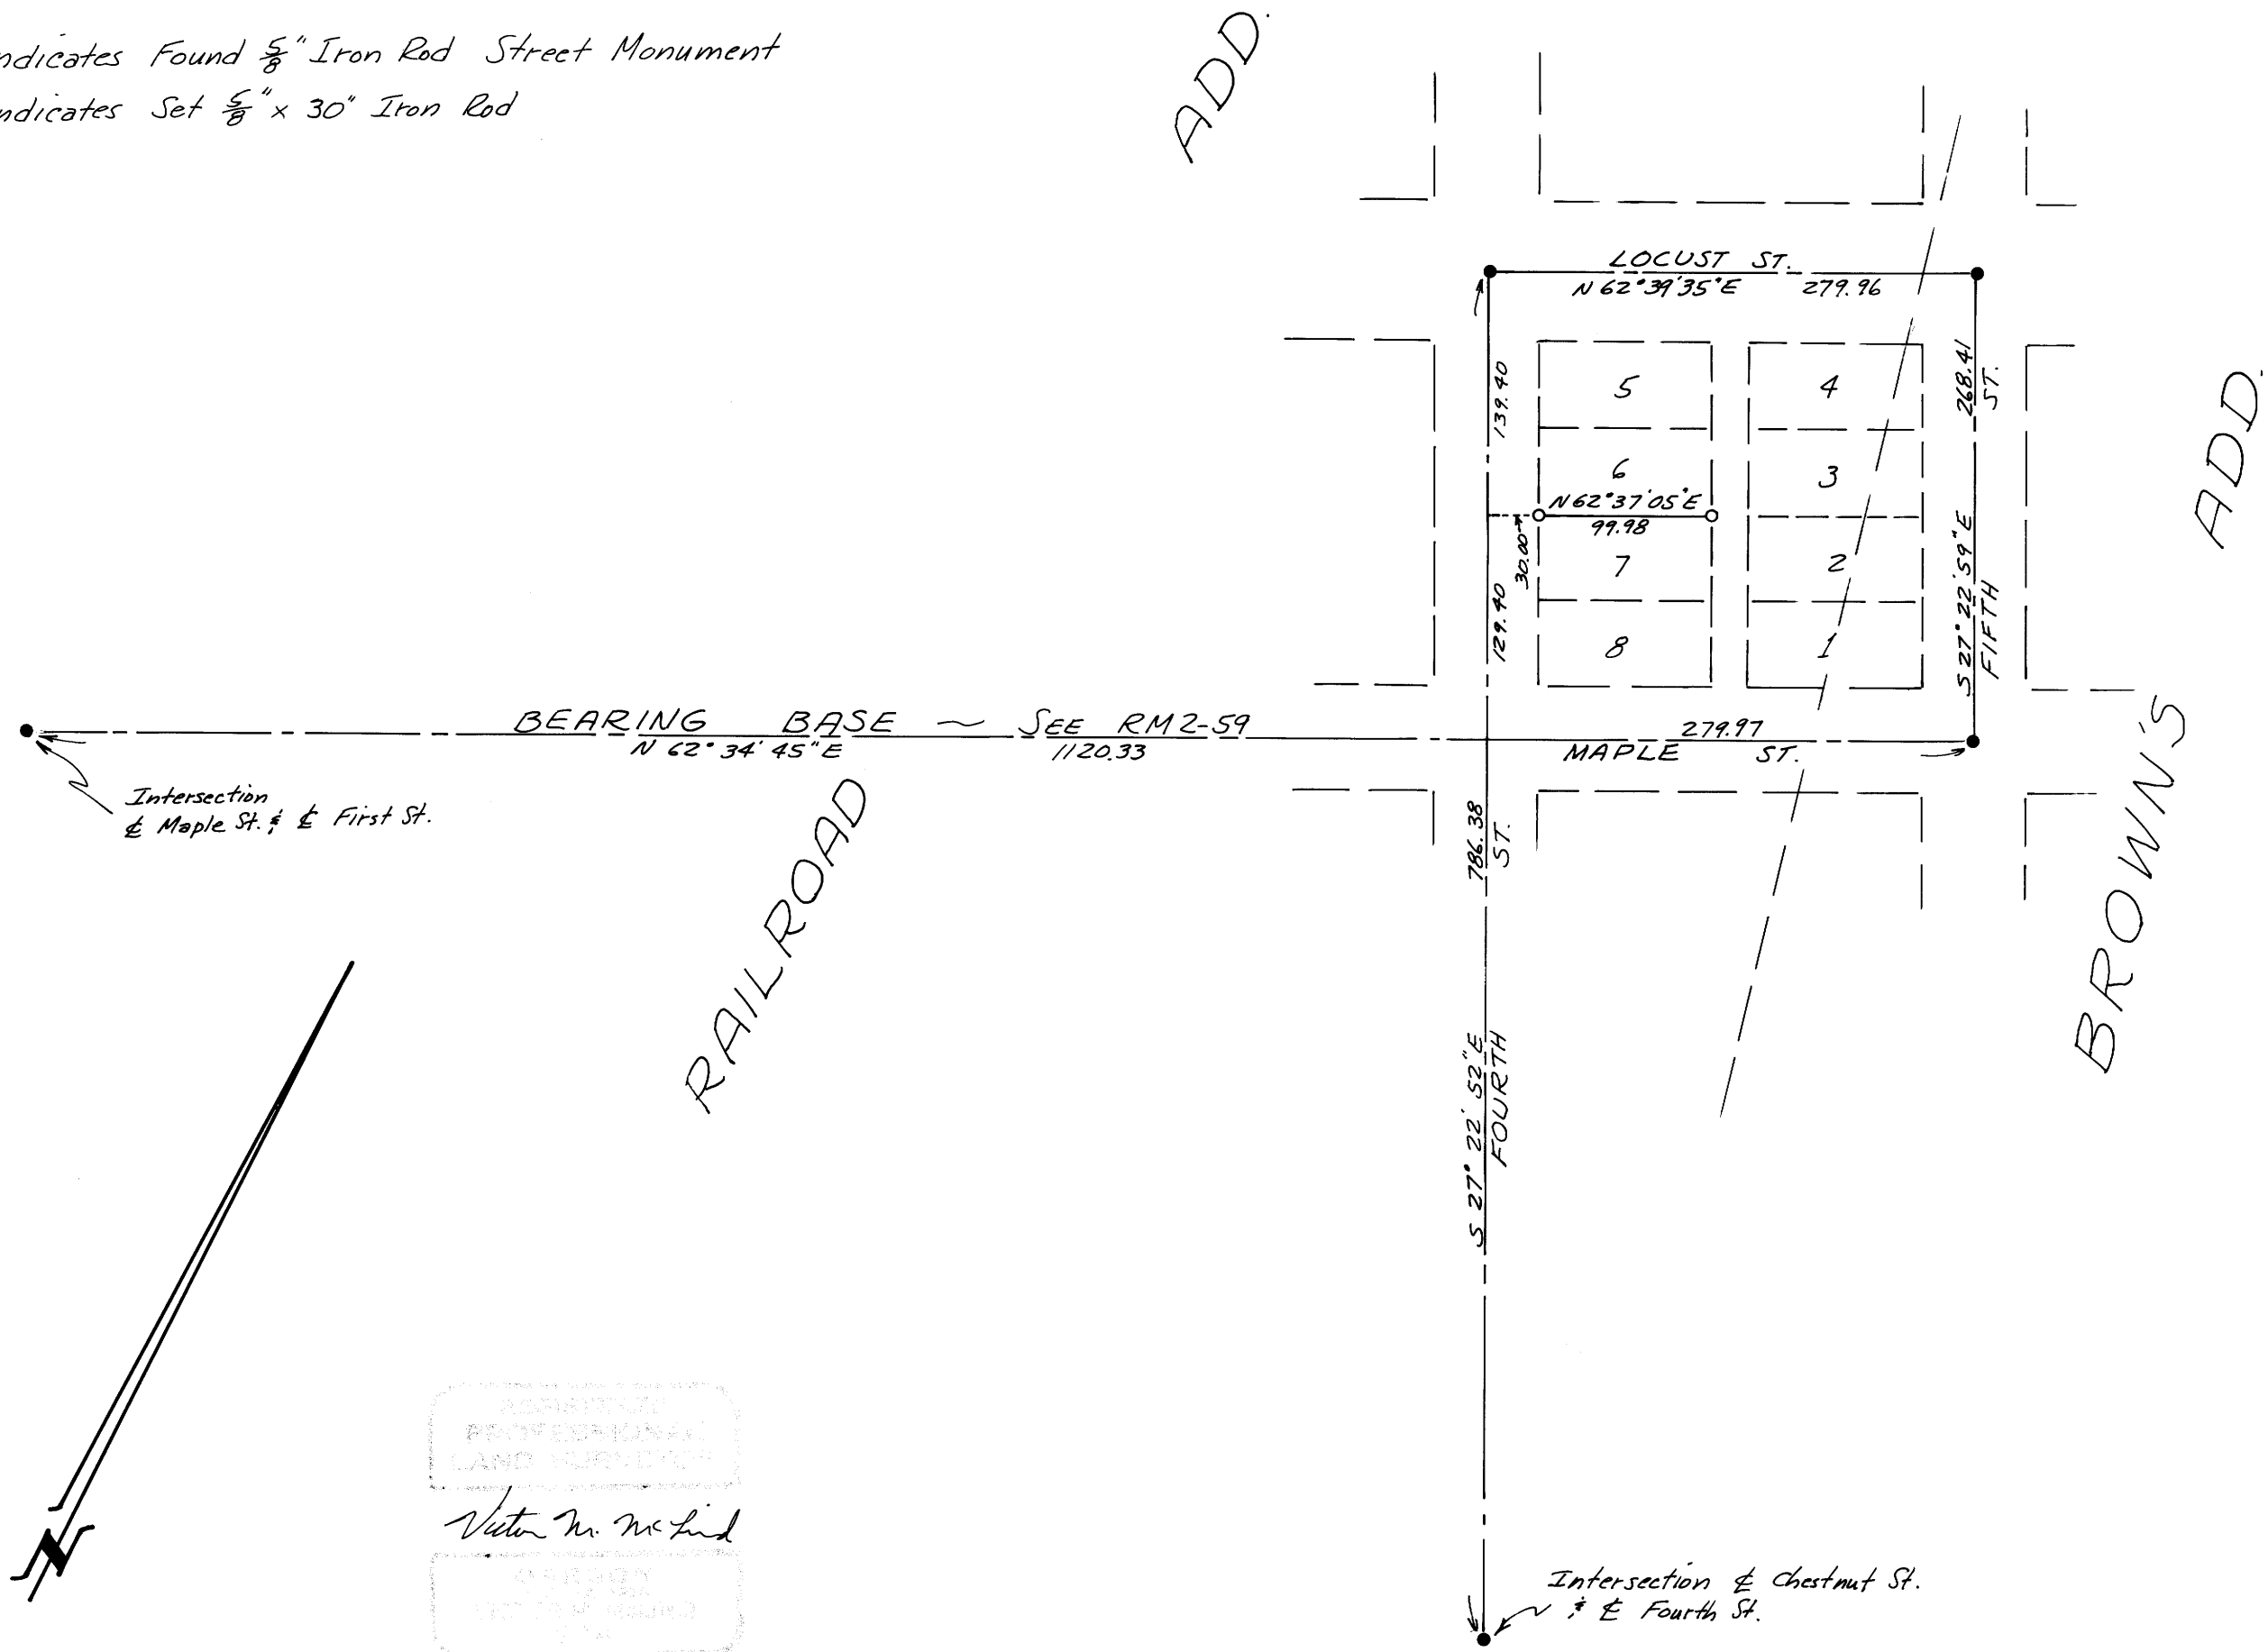 ndicates Found 5/8" Iron Rod Street Monument
ndicates Set 5/8" x 30" Iron Rod
ADD.
LOCUST ST.
N 62°39'35"E 279.96
139.40
5
4
268.41
ST.
6
3
N 62°37'05"E
99.98
30.00
7
2
129.40
8
1
S 27°22'59"E
FIFTH
ADD.
BROWN'S
BEARING BASE ~ SEE RM2-59
N 62°34'45"E 1120.33
279.97
MAPLE ST.
Intersection
℄ Maple St. & ℄ First St.
RAILROAD
786.38
ST.
S 27°22'52"E
FOURTH
N
PROFESSIONAL
LAND SURVEYOR
Intersection ℄ Chestnut St.
& ℄ Fourth St.